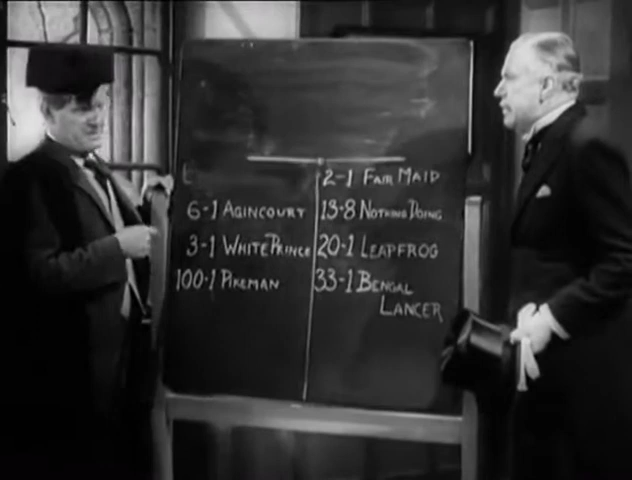 6-1 AGINCOURT
3-1 WHITE PRINCE
100-1 PIKEMAN
2-1 FAIR MAID
13-8 NOTHING DOING
20-1 LEAPFROG
33-1 BENGAL
LANCER